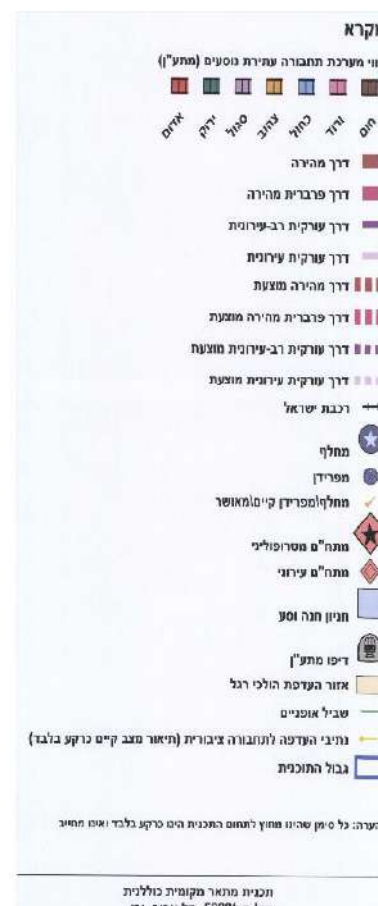 מקרא
ווי מערכת תחבורה עתירת נוסעים (מתע"ן)
חום ורוד כחול צהוב סגול ירוק אדום
דרך מהירה
דרך פרברית מהירה
דרך עורקית רב-עירונית
דרך עורקית עירונית
דרך מהירה מוצעת
דרך פרברית מהירה מוצעת
דרך עורקית רב-עירונית מוצעת
דרך עורקית עירונית מוצעת
רכבת ישראל
מחלף
מפרידן
מחלף\מפרידן קיים\מאושר
מתח"ם מטרופוליני
מתח"ם עירוני
חניון חנה וסע
דיפו מתע"ן
אזור העדפת הולכי רגל
שביל אופניים
נתיבי העדפה לתחבורה ציבורית (תיאור מצב קיים כרקע בלבד)
גבול התוכנית
הערה: כל סימן שהינו מחוץ לתחום התכנית הינו כרקע בלבד ואינו מחייב
תכנית מתאר מקומית כוללנית